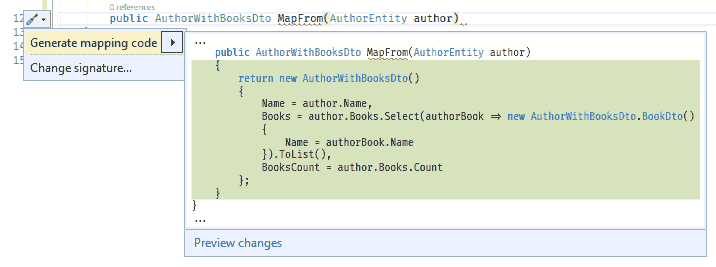 0 references
12
public AuthorWithBooksDto MapFrom(AuthorEntity author)
13
14
15
Generate mapping code
Change signature...
...
public AuthorWithBooksDto MapFrom(AuthorEntity author)
{
return new AuthorWithBooksDto()
{
Name = author.Name,
Books = author.Books.Select(authorBook => new AuthorWithBooksDto.BookDto()
{
Name = authorBook.Name
}).ToList(),
BooksCount = author.Books.Count
};
}
}
...
Preview changes